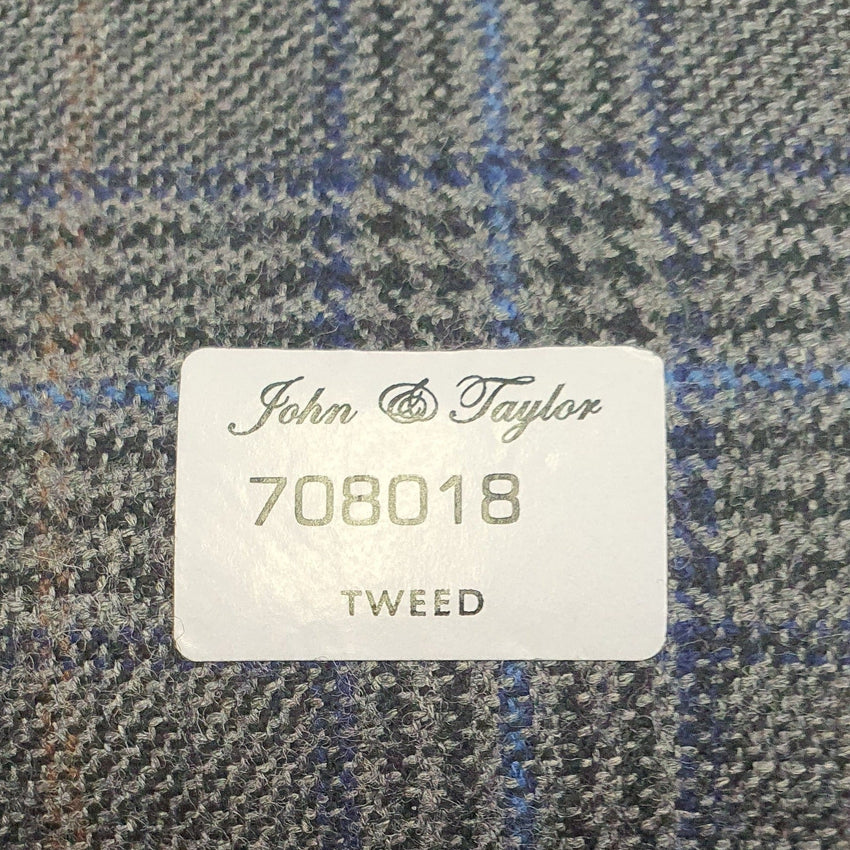 John & Taylor
708018
TWEED